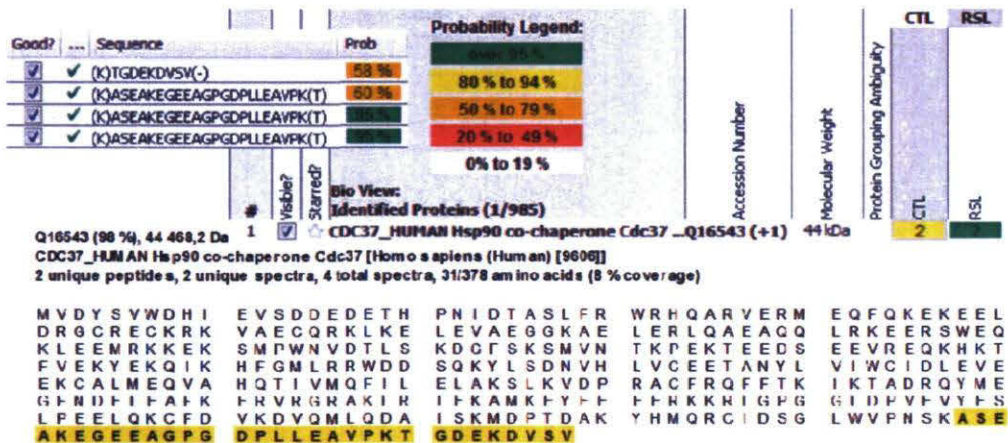 CTL RSL
Good? ... Sequence Prob
(K)TGDEKDVSV(-) 58 %
(K)ASEAKEGEEAGPGDPLLEAVPK(T) 60 %
(K)ASEAKEGEEAGPGDPLLEAVPK(T)
(K)ASEAKEGEEAGPGDPLLEAVPK(T)
Probability Legend:
over 95 %
80 % to 94 %
50 % to 79 %
20 % to 49 %
0% to 19 %
# Visible? Starred?
Bio View:
Identified Proteins (1/985)
Accession Number
Molecular Weight
Protein Grouping Ambiguity
CTL
RSL
1 CDC37_HUMAN Hsp90 co-chaperone Cdc37 ...Q16543 (+1) 44 kDa 2
Q16543 (98 %), 44 468,2 Da
CDC37_HUMAN Hsp90 co-chaperone Cdc37 [Homo sapiens (Human) [9606]]
2 unique peptides, 2 unique spectra, 4 total spectra, 31/378 amino acids (8 % coverage)
MVDYSVWDHI EVSDDEDETH PNIDTASLFR WRHQARVERM EQFQKEKEEL
DRGCRECKRK VAECQRKLKE LEVAEGGKAE LERLQAEAQQ LRKEERSWEQ
KLEEMRKKEK SMPWNVDTLS KDGFSKSMVN TKPEKTEEDS EEVREQKHKT
FVEKYEKQIK HFGMLRRWDD SQKYLSDNVH LVCEETANYL VIWCIDLEVE
EKCALMEQVA HQTIVMQFIL ELAKSLKVDP RACFRQFFTK IKTADRQYME
GFNDELEAFK ERVRGRAKLR IEKAMKEYEE EERKKRLGPG GLDPVEVYES
LPEELQKCFD VKDVQMLQDA ISKMDPTDAK YHMQRCIDSG LWVPNSKASE
AKEGEEAGPG DPLLEAVPKT GDEKDVSV